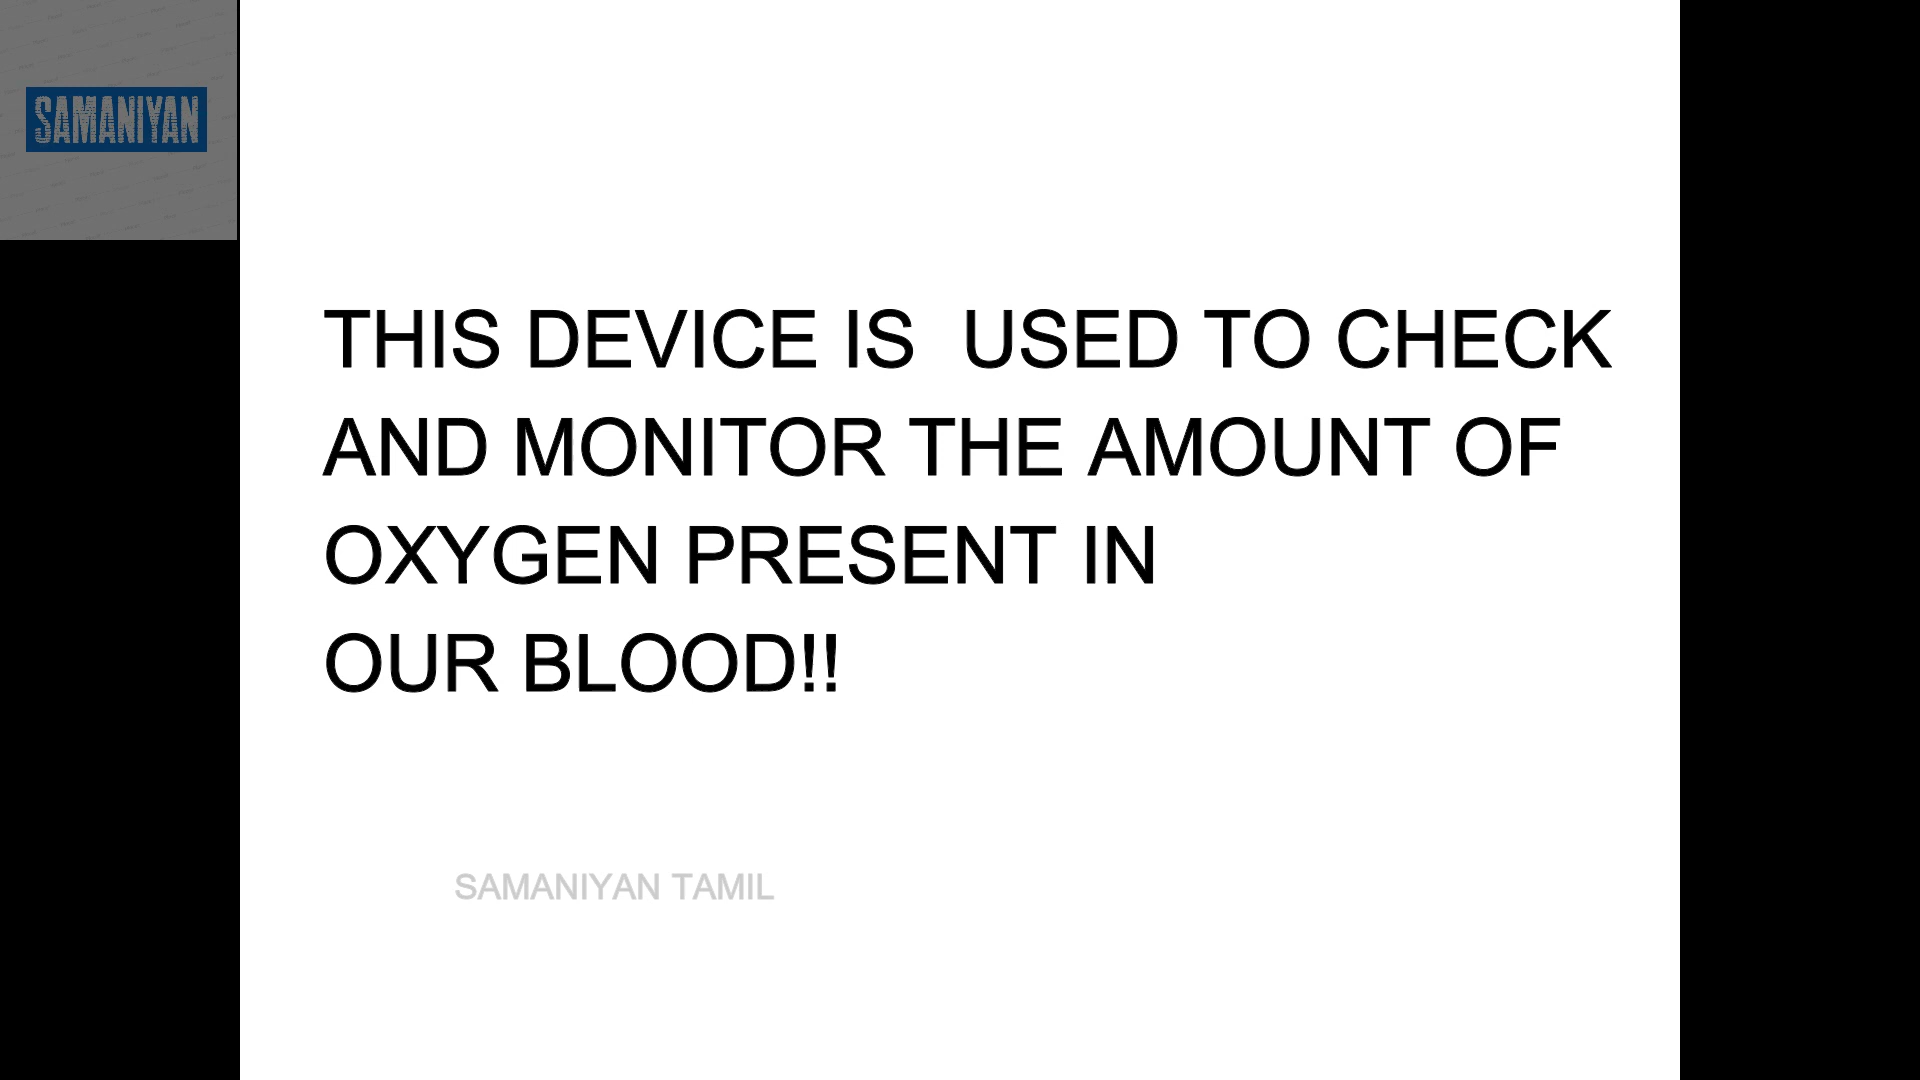 SAMANIYAN
THIS DEVICE IS  USED TO CHECK
AND MONITOR THE AMOUNT OF
OXYGEN PRESENT IN
OUR BLOOD!!
SAMANIYAN TAMIL